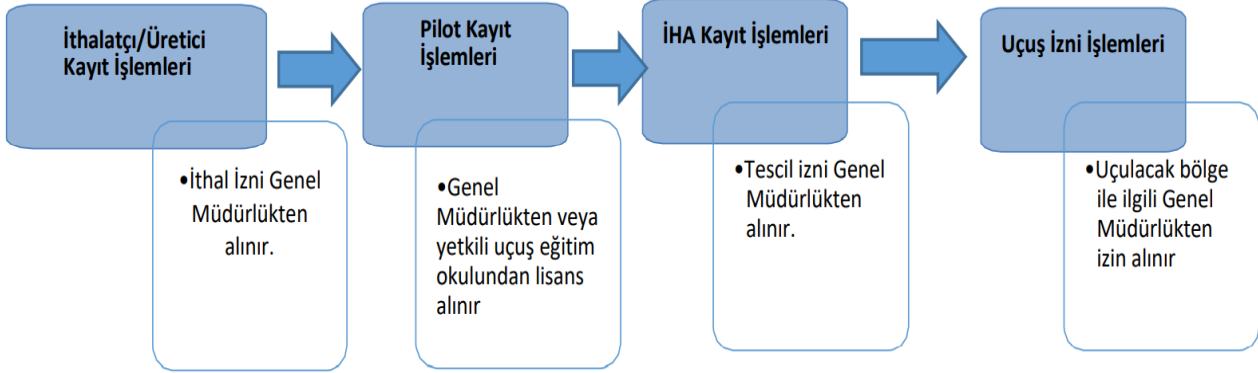 İthalatçı/Üretici
Kayıt İşlemleri
•İthal İzni Genel
Müdürlükten
alınır.
Pilot Kayıt
İşlemleri
•Genel
Müdürlükten veya
yetkili uçuş eğitim
okulundan lisans
alınır
İHA Kayıt İşlemleri
•Tescil izni Genel
Müdürlükten
alınır.
Uçuş İzni İşlemleri
•Uçulacak bölge
ile ilgili Genel
Müdürlükten
izin alınır